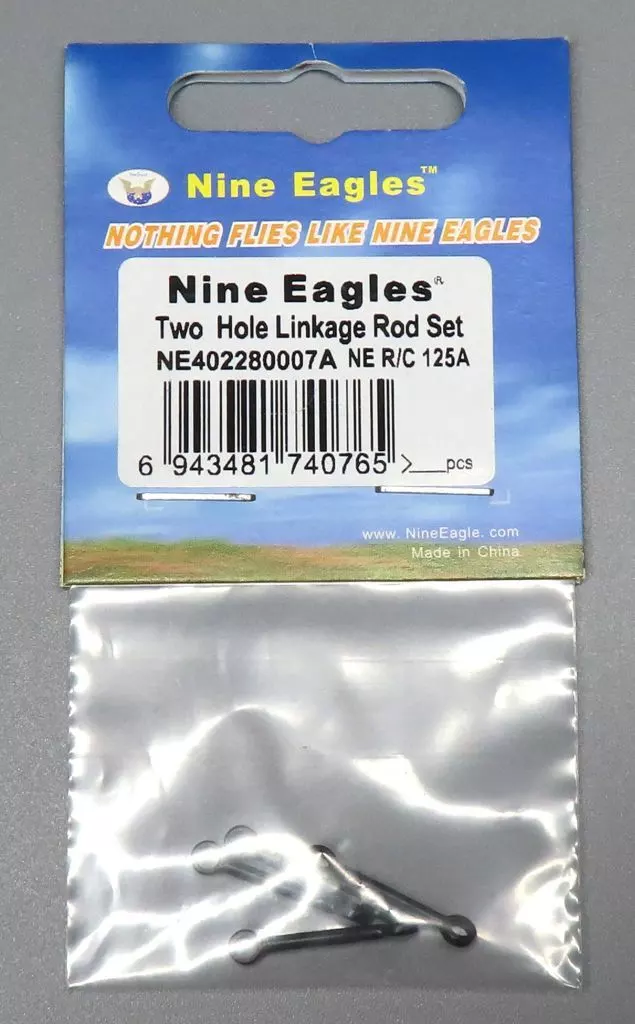 Nine Eagles™
NOTHING FLIES LIKE NINE EAGLES
Nine Eagles®
Two Hole Linkage Rod Set
NE402280007A NE R/C 125A
6 943481 740765 >___pcs
www. NineEagle. com
Made in China